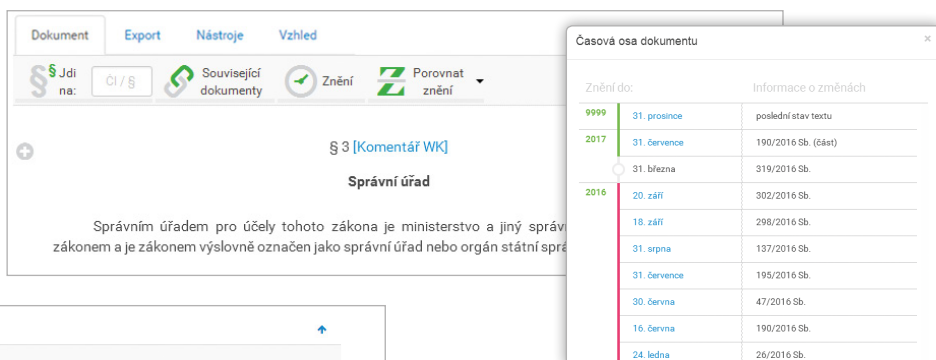 Dokument Export Nástroje Vzhled
§ § Jdi na: Čl / § Související dokumenty Znění Porovnat znění
§ 3 [Komentář WK]
Správní úřad
Správním úřadem pro účely tohoto zákona je ministerstvo a jiný správ
zákonem a je zákonem výslovně označen jako správní úřad nebo orgán státní sprá
Časová osa dokumentu ×
Znění do: Informace o změnách
9999 31. prosince poslední stav textu
2017 31. července 190/2016 Sb. (část)
31. března 319/2016 Sb.
2016 20. září 302/2016 Sb.
18. září 298/2016 Sb.
31. srpna 137/2016 Sb.
31. července 195/2016 Sb.
30. června 47/2016 Sb.
16. června 190/2016 Sb.
24. ledna 26/2016 Sb.